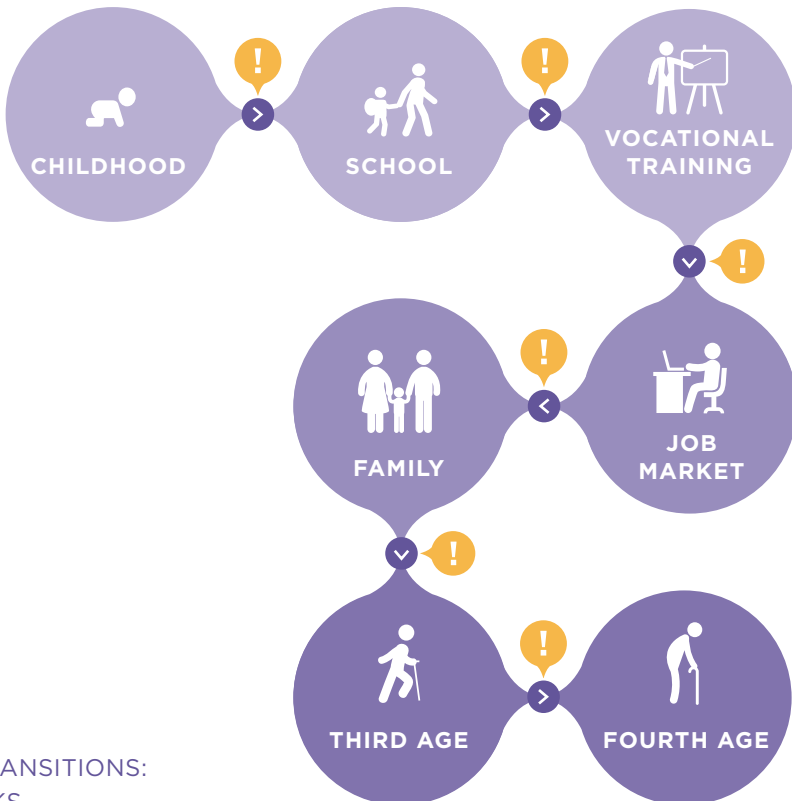 !
!
CHILDHOOD
SCHOOL
VOCATIONAL
TRAINING
!
!
FAMILY
JOB
MARKET
!
!
THIRD AGE
FOURTH AGE
ANSITIONS: